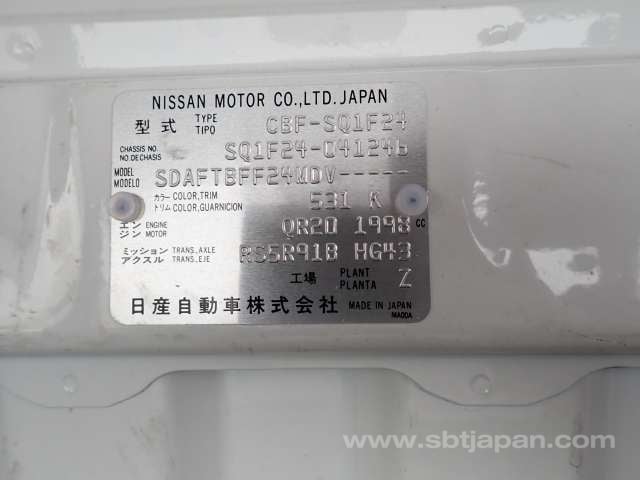 NISSAN MOTOR CO.,LTD. JAPAN
型式 TYPE TIPO CBF-SQ1F24
CHASSIS NO. NO. DE CHASIS SQ1F24-041246
MODEL MODELO SDAFTBFF24WDV-----
カラー COLOR, TRIM トリム COLOR, GUARNICION 531 K
エンジン ENGINE MOTOR QR20 1998 cc
ミッション TRANS., AXLE アクスル TRANS., EJE RS5R91B HG43
工場 PLANT PLANTA Z
日産自動車株式会社 MADE IN JAPAN
MA00A
www.sbtjapan.com